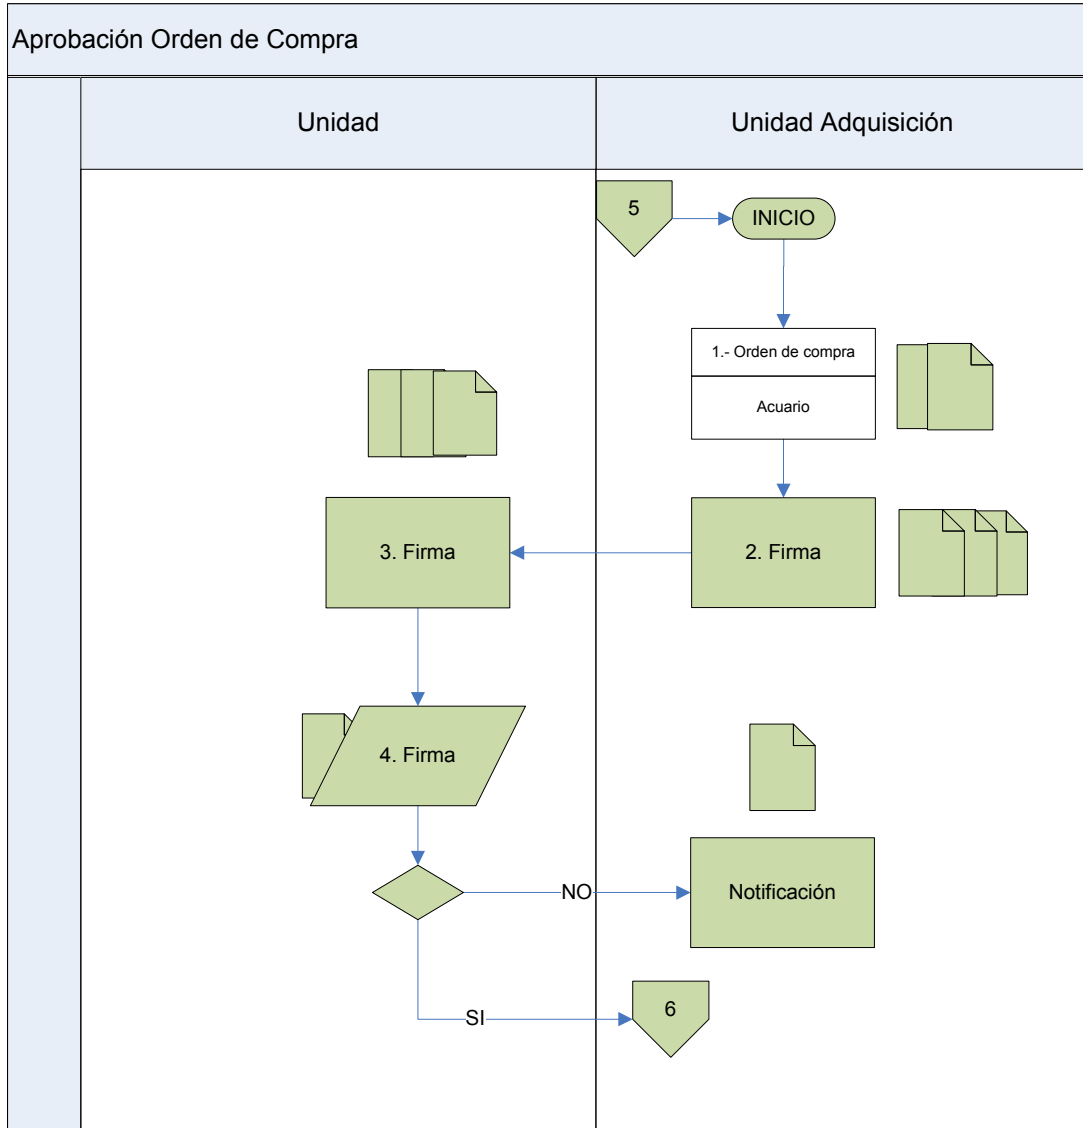 Aprobación Orden de Compra
Unidad
Unidad Adquisición
5
INICIO
1.- Orden de compra
Acuario
3. Firma
2. Firma
4. Firma
NO
Notificación
SI
6